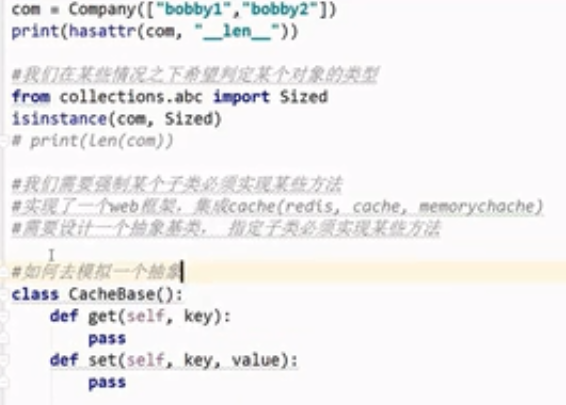 com = Company(["bobby1","bobby2"])
print(hasattr(com, "__len__"))
#我们在某些情况之下希望判定某个对象的类型
from collections.abc import Sized
isinstance(com, Sized)
# print(len(com))
#我们需要强制某个子类必须实现某些方法
#实现了一个web框架，集成cache(redis, cache, memorychache)
#需要设计一个抽象基类， 指定子类必须实现某些方法
#如何去模拟一个抽象
class CacheBase():
def get(self, key):
pass
def set(self, key, value):
pass